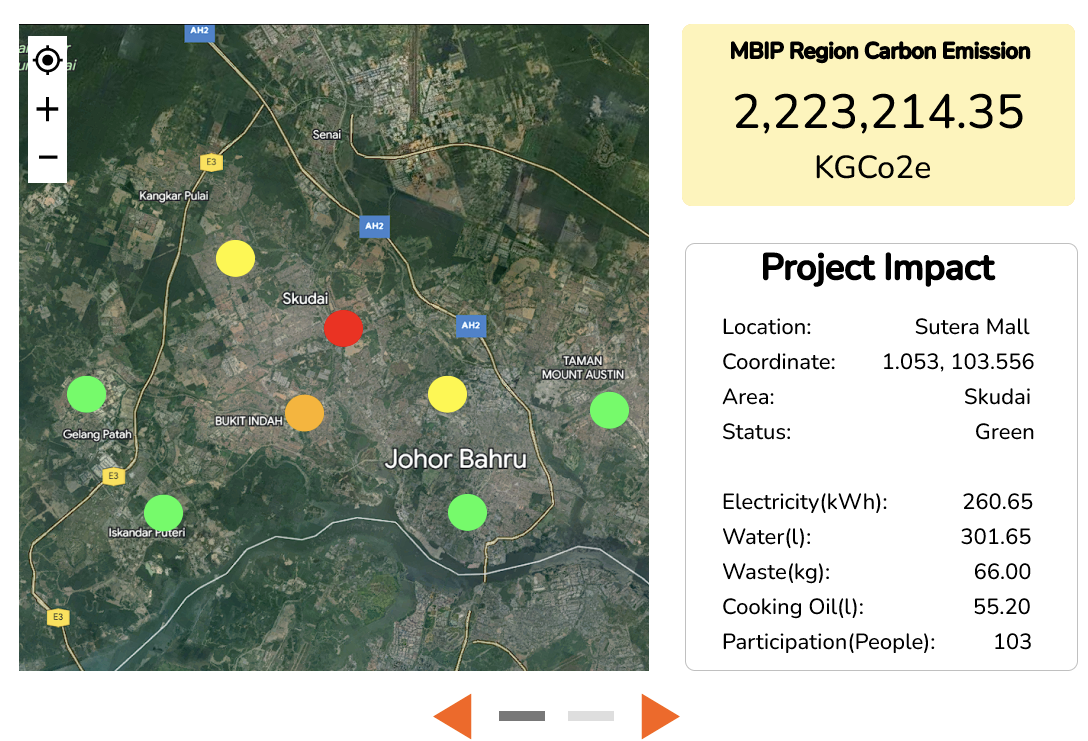 AH2
Senai
E3
Kangkar Pulai
AH2
Skudai
AH2
TAMAN
MOUNT AUSTIN
BUKIT INDAH
Gelang Patah
Johor Bahru
E3
Iskandar Puteri
E3
MBIP Region Carbon Emission
2,223,214.35
KGCo2e
Project Impact
Location: Sutera Mall
Coordinate: 1.053, 103.556
Area: Skudai
Status: Green
Electricity(kWh): 260.65
Water(l): 301.65
Waste(kg): 66.00
Cooking Oil(l): 55.20
Participation(People): 103